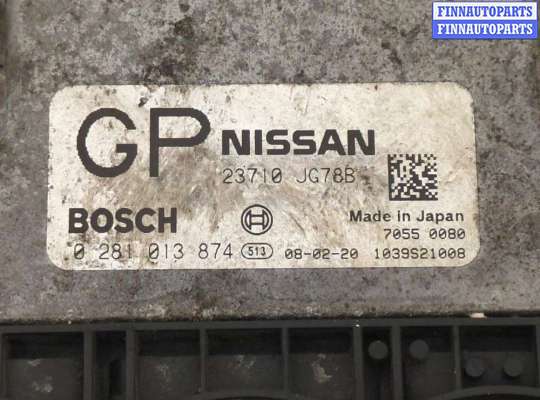 FINNAUTOPARTS
FINNAUTOPARTS
GP NISSAN
23710 JG78B
BOSCH
Made in Japan
7055 0080
0 281 013 874 513 08-02-20 1039S21008